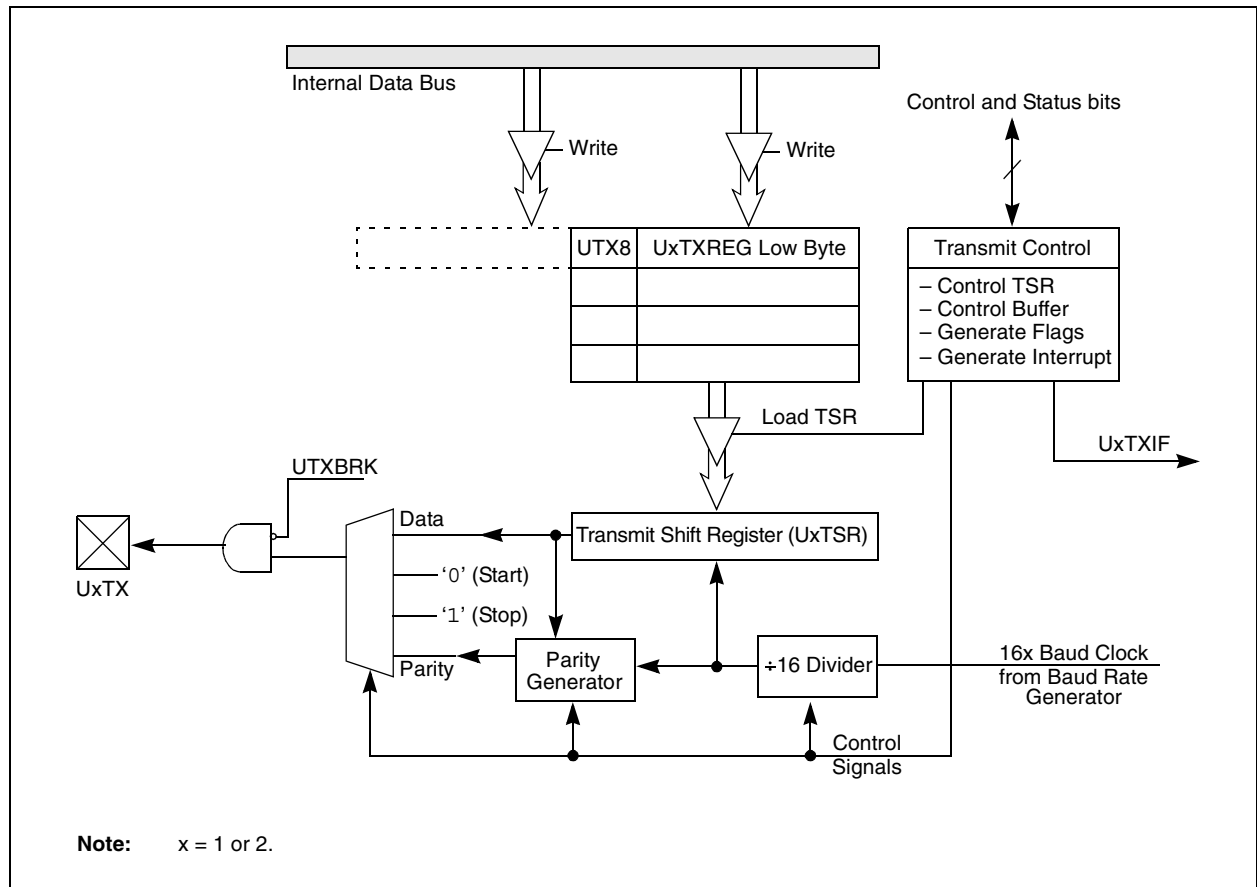 Internal Data Bus
Control and Status bits
Write
Write
UTX8
UxTXREG Low Byte
Transmit Control
– Control TSR
– Control Buffer
– Generate Flags
– Generate Interrupt
Load TSR
UxTXIF
UTXBRK
Data
Transmit Shift Register (UxTSR)
UxTX
‘0’ (Start)
‘1’ (Stop)
Parity
Parity
Generator
÷16 Divider
16x Baud Clock
from Baud Rate
Generator
Control
Signals
Note: x = 1 or 2.